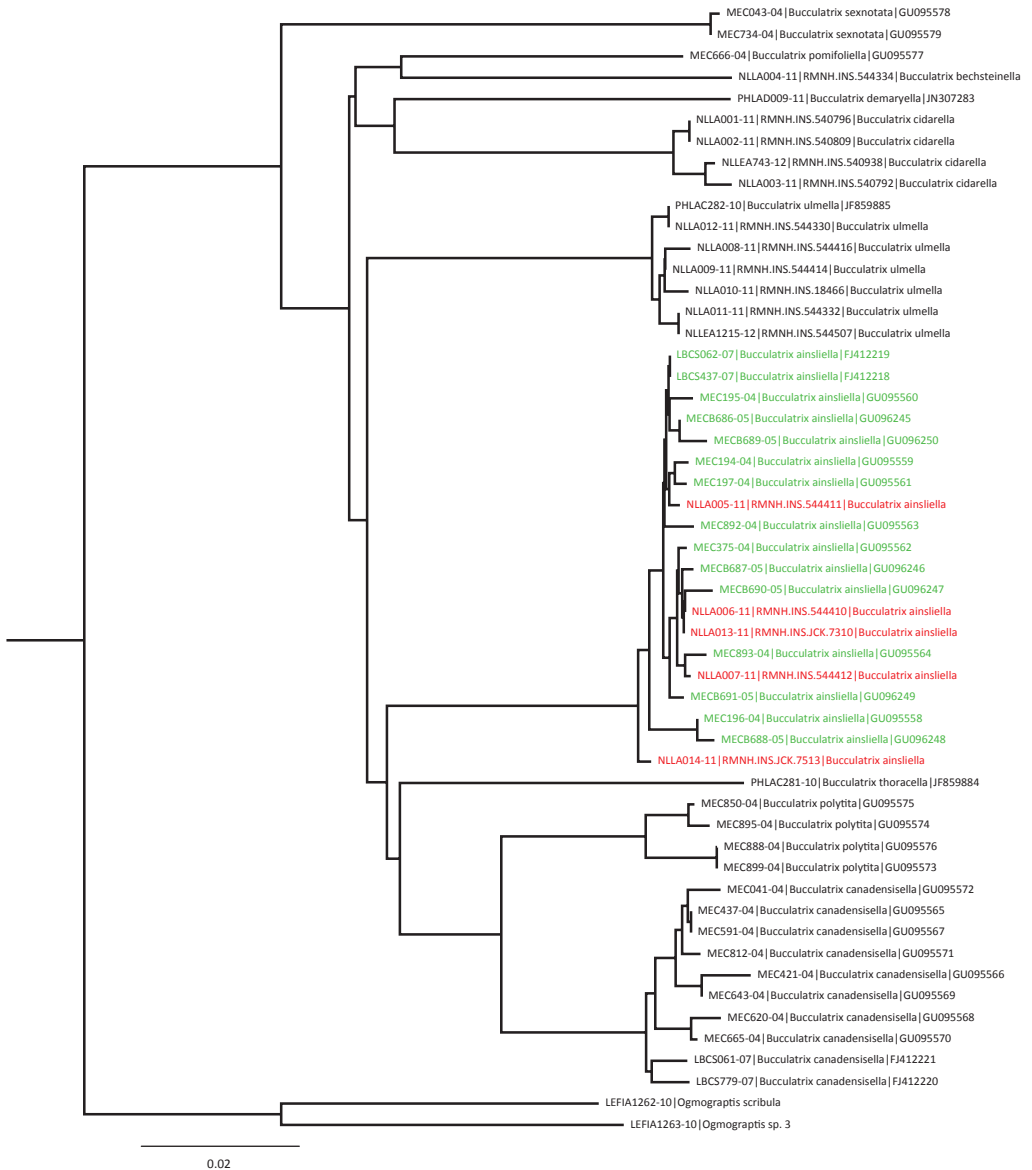 MEC043-04|Bucculatrix sexnotata|GU095578
MEC734-04|Bucculatrix sexnotata|GU095579
MEC666-04|Bucculatrix pomifoliella|GU095577
NLLA004-11|RMNH.INS.544334|Bucculatrix bechsteinella
PHLAD009-11|Bucculatrix demaryella|JN307283
NLLA001-11|RMNH.INS.540796|Bucculatrix cidarella
NLLA002-11|RMNH.INS.540809|Bucculatrix cidarella
NLLEA743-12|RMNH.INS.540938|Bucculatrix cidarella
NLLA003-11|RMNH.INS.540792|Bucculatrix cidarella
PHLAC282-10|Bucculatrix ulmella|JF859885
NLLA012-11|RMNH.INS.544330|Bucculatrix ulmella
NLLA008-11|RMNH.INS.544416|Bucculatrix ulmella
NLLA009-11|RMNH.INS.544414|Bucculatrix ulmella
NLLA010-11|RMNH.INS.18466|Bucculatrix ulmella
NLLA011-11|RMNH.INS.544332|Bucculatrix ulmella
NLLEA1215-12|RMNH.INS.544507|Bucculatrix ulmella
LBCS062-07|Bucculatrix ainsliella|FJ412219
LBCS437-07|Bucculatrix ainsliella|FJ412218
MEC195-04|Bucculatrix ainsliella|GU095560
MECB686-05|Bucculatrix ainsliella|GU096245
MECB689-05|Bucculatrix ainsliella|GU096250
MEC194-04|Bucculatrix ainsliella|GU095559
MEC197-04|Bucculatrix ainsliella|GU095561
NLLA005-11|RMNH.INS.544411|Bucculatrix ainsliella
MEC892-04|Bucculatrix ainsliella|GU095563
MEC375-04|Bucculatrix ainsliella|GU095562
MECB687-05|Bucculatrix ainsliella|GU096246
MECB690-05|Bucculatrix ainsliella|GU096247
NLLA006-11|RMNH.INS.544410|Bucculatrix ainsliella
NLLA013-11|RMNH.INS.JCK.7310|Bucculatrix ainsliella
MEC893-04|Bucculatrix ainsliella|GU095564
NLLA007-11|RMNH.INS.544412|Bucculatrix ainsliella
MECB691-05|Bucculatrix ainsliella|GU096249
MEC196-04|Bucculatrix ainsliella|GU095558
MECB688-05|Bucculatrix ainsliella|GU096248
NLLA014-11|RMNH.INS.JCK.7513|Bucculatrix ainsliella
PHLAC281-10|Bucculatrix thoracella|JF859884
MEC850-04|Bucculatrix polytita|GU095575
MEC895-04|Bucculatrix polytita|GU095574
MEC888-04|Bucculatrix polytita|GU095576
MEC899-04|Bucculatrix polytita|GU095573
MEC041-04|Bucculatrix canadensisella|GU095572
MEC437-04|Bucculatrix canadensisella|GU095565
MEC591-04|Bucculatrix canadensisella|GU095567
MEC812-04|Bucculatrix canadensisella|GU095571
MEC421-04|Bucculatrix canadensisella|GU095566
MEC643-04|Bucculatrix canadensisella|GU095569
MEC620-04|Bucculatrix canadensisella|GU095568
MEC665-04|Bucculatrix canadensisella|GU095570
LBCS061-07|Bucculatrix canadensisella|FJ412221
LBCS779-07|Bucculatrix canadensisella|FJ412220
LEFIA1262-10|Ogmograptis scribula
LEFIA1263-10|Ogmograptis sp. 3
0.02